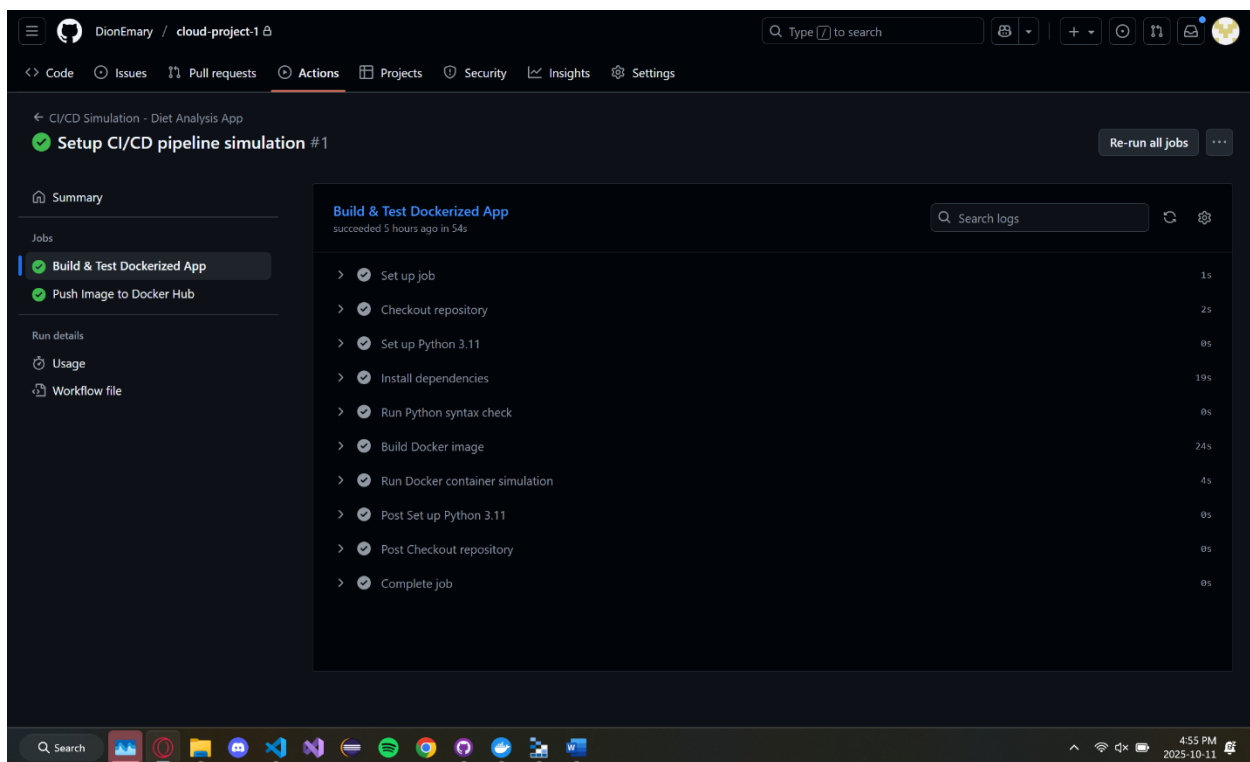 DionEmary / cloud-project-1
Type / to search
Code Issues Pull requests Actions Projects Security Insights Settings
← CI/CD Simulation - Diet Analysis App
Setup CI/CD pipeline simulation #1
Re-run all jobs
Summary
Jobs
Build & Test Dockerized App
Push Image to Docker Hub
Run details
Usage
Workflow file
Build & Test Dockerized App
succeeded 5 hours ago in 54s
Search logs
Set up job 1s
Checkout repository 2s
Set up Python 3.11 0s
Install dependencies 19s
Run Python syntax check 0s
Build Docker image 24s
Run Docker container simulation 4s
Post Set up Python 3.11 0s
Post Checkout repository 0s
Complete job 0s
Search
4:55 PM
2025-10-11